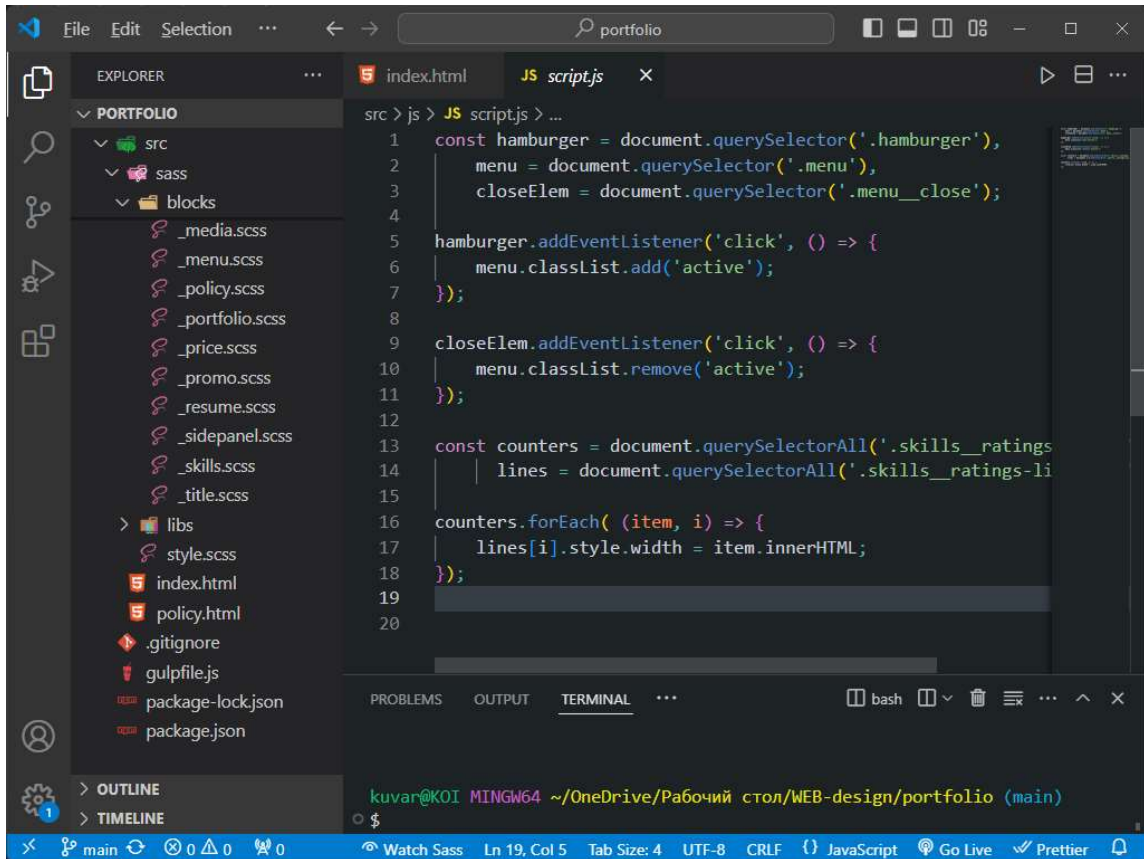 File Edit Selection ··· portfolio
EXPLORER ···
PORTFOLIO
src
sass
blocks
_media.scss
_menu.scss
_policy.scss
_portfolio.scss
_price.scss
_promo.scss
_resume.scss
_sidepanel.scss
_skills.scss
_title.scss
libs
style.scss
index.html
policy.html
.gitignore
gulpfile.js
package-lock.json
package.json
OUTLINE
TIMELINE
index.html JS script.js
src > js > JS script.js > ...
1 const hamburger = document.querySelector('.hamburger'),
2 menu = document.querySelector('.menu'),
3 closeElem = document.querySelector('.menu__close');
4
5 hamburger.addEventListener('click', () => {
6 menu.classList.add('active');
7 });
8
9 closeElem.addEventListener('click', () => {
10 menu.classList.remove('active');
11 });
12
13 const counters = document.querySelectorAll('.skills__ratings
14 lines = document.querySelectorAll('.skills__ratings-li
15
16 counters.forEach( (item, i) => {
17 lines[i].style.width = item.innerHTML;
18 });
19
20
PROBLEMS OUTPUT TERMINAL ··· bash
kuvar@KOI MINGW64 ~/OneDrive/Рабочий стол/WEB-design/portfolio (main)
$
1
main 0 0 0 Watch Sass Ln 19, Col 5 Tab Size: 4 UTF-8 CRLF {} JavaScript Go Live Prettier